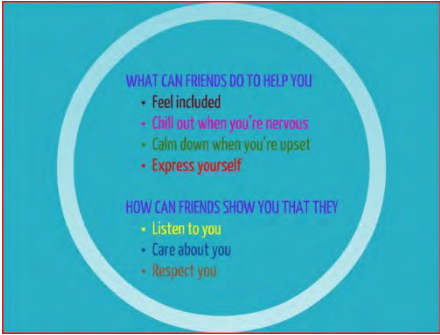 WHAT CAN FRIENDS DO TO HELP YOU
• Feel included
• Chill out when you're nervous
• Calm down when you're upset
• Express yourself
HOW CAN FRIENDS SHOW YOU THAT THEY
• Listen to you
• Care about you
• Respect you